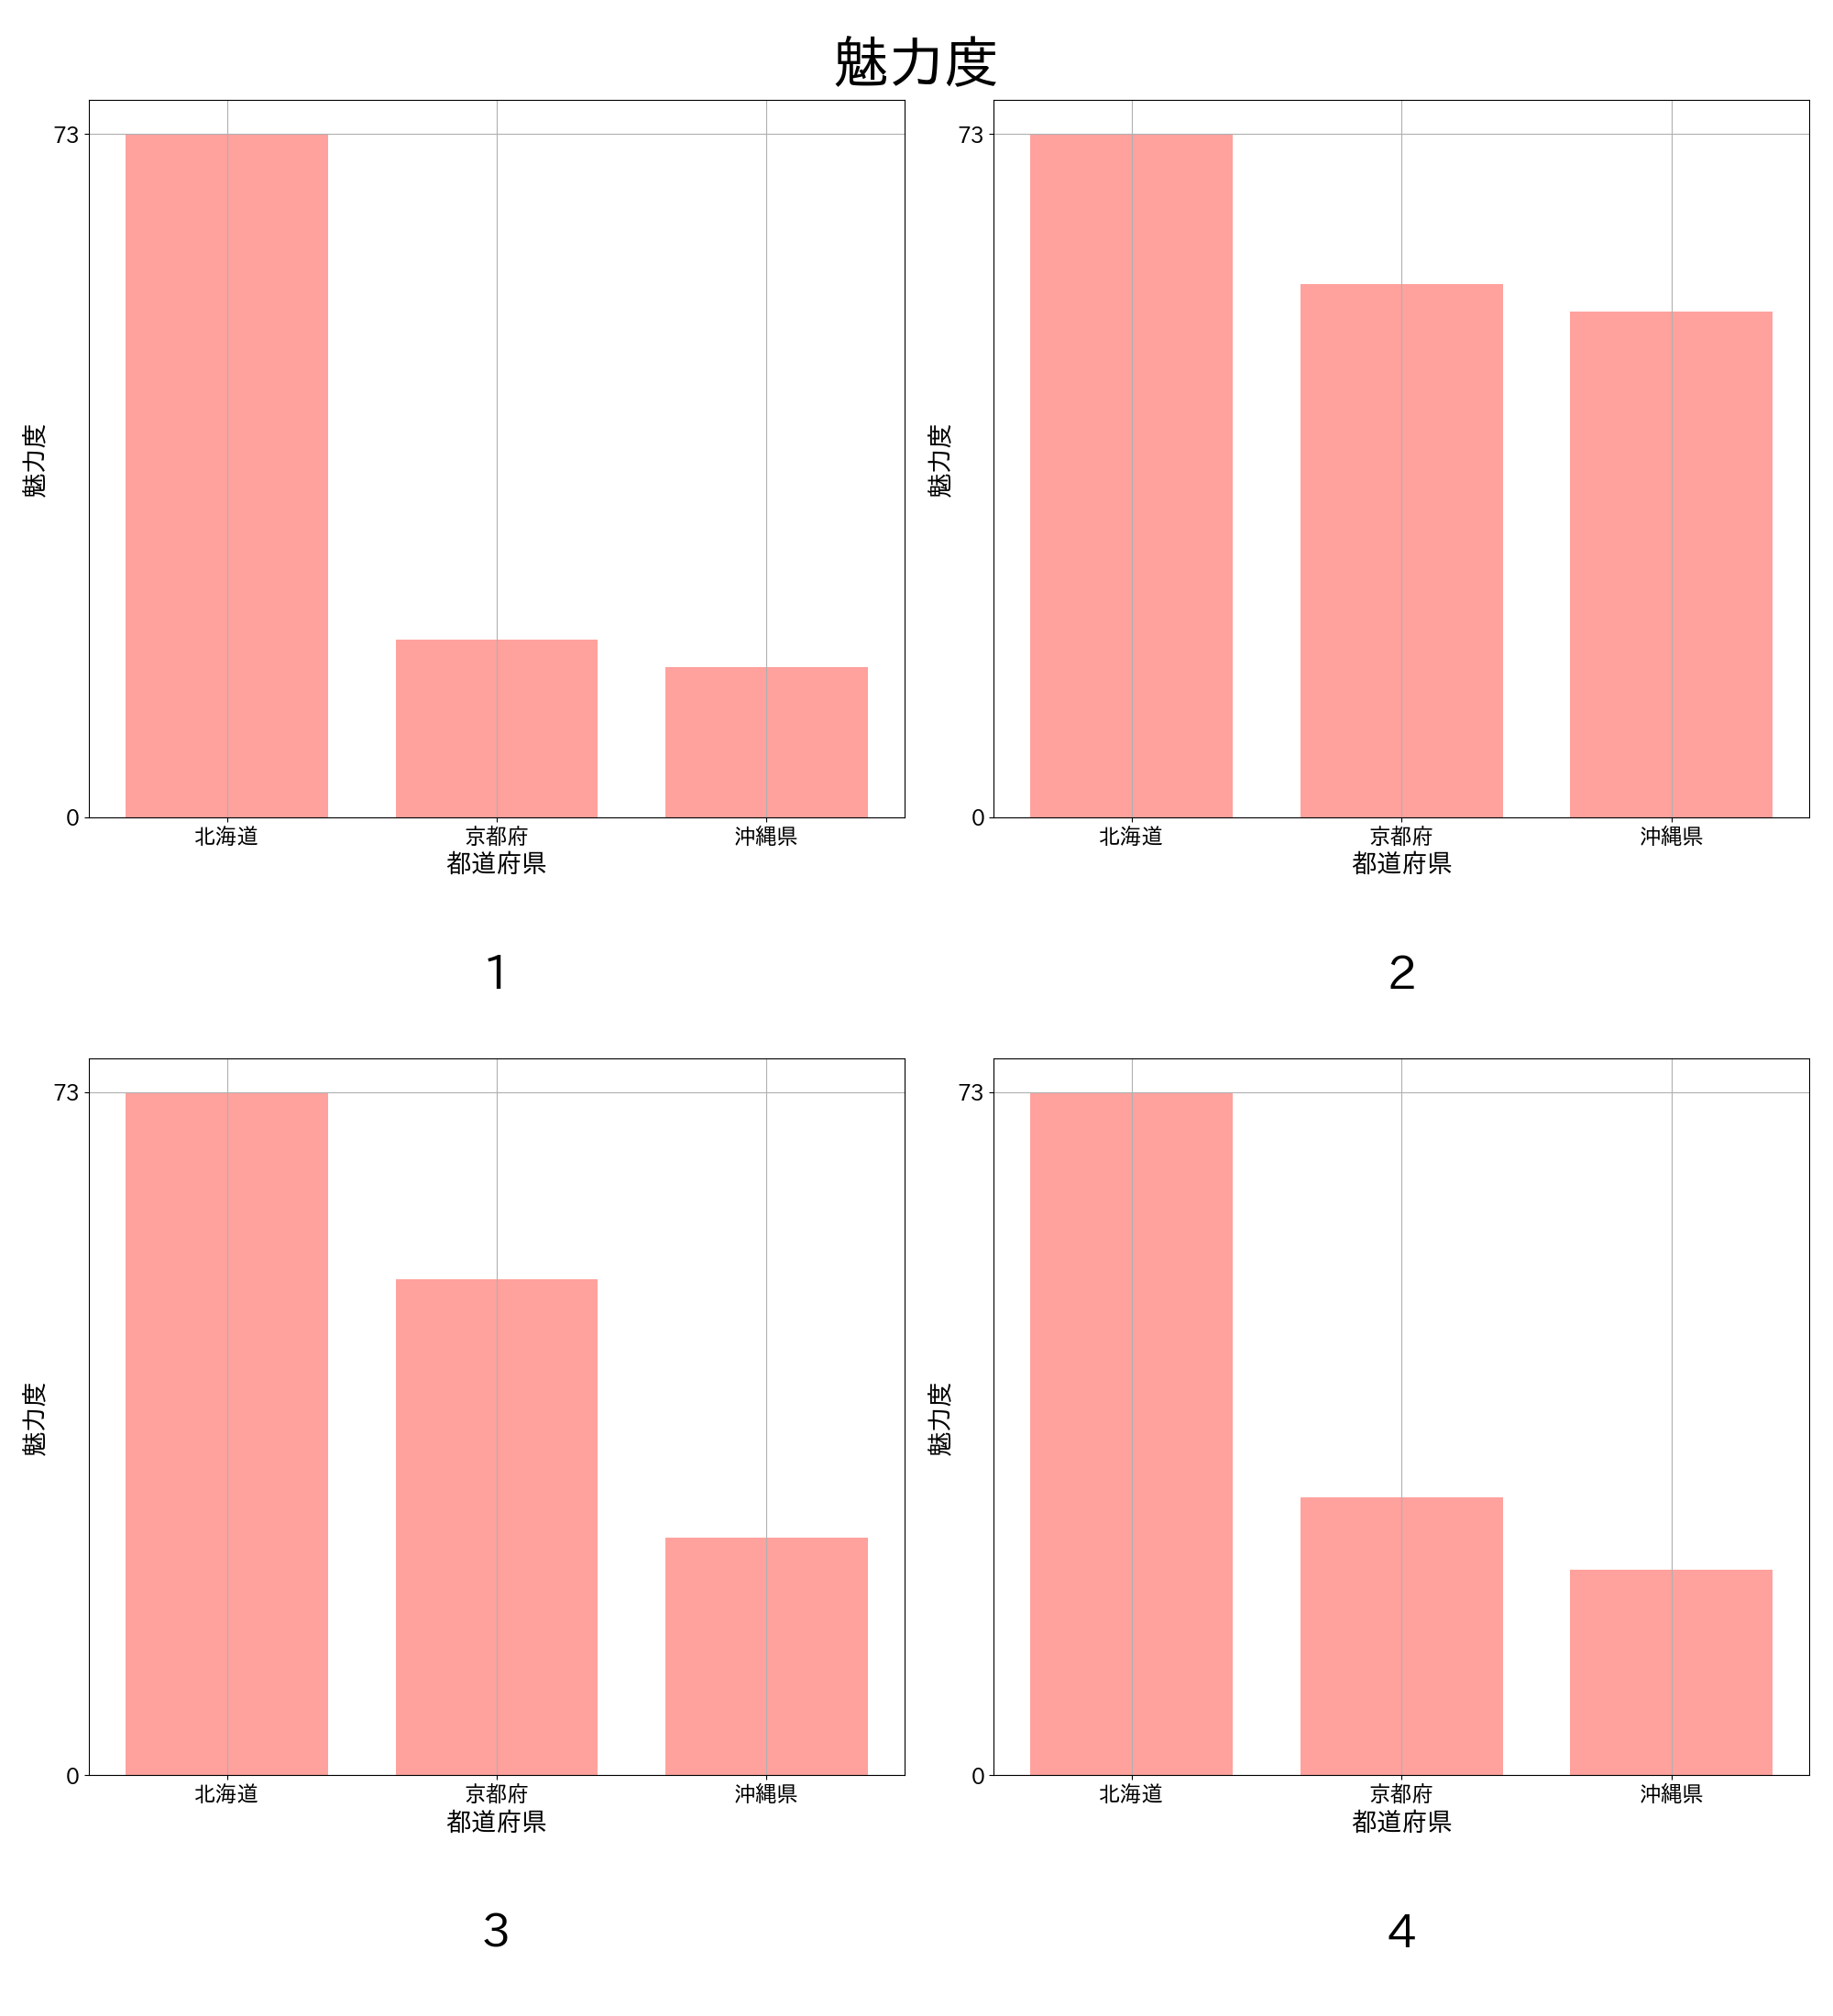 魅力度
73
73
魅力度
魅力度
0
0
北海道 京都府 沖縄県
北海道 京都府 沖縄県
都道府県
都道府県
1
2
73
73
魅力度
魅力度
0
0
北海道 京都府 沖縄県
北海道 京都府 沖縄県
都道府県
都道府県
3
4